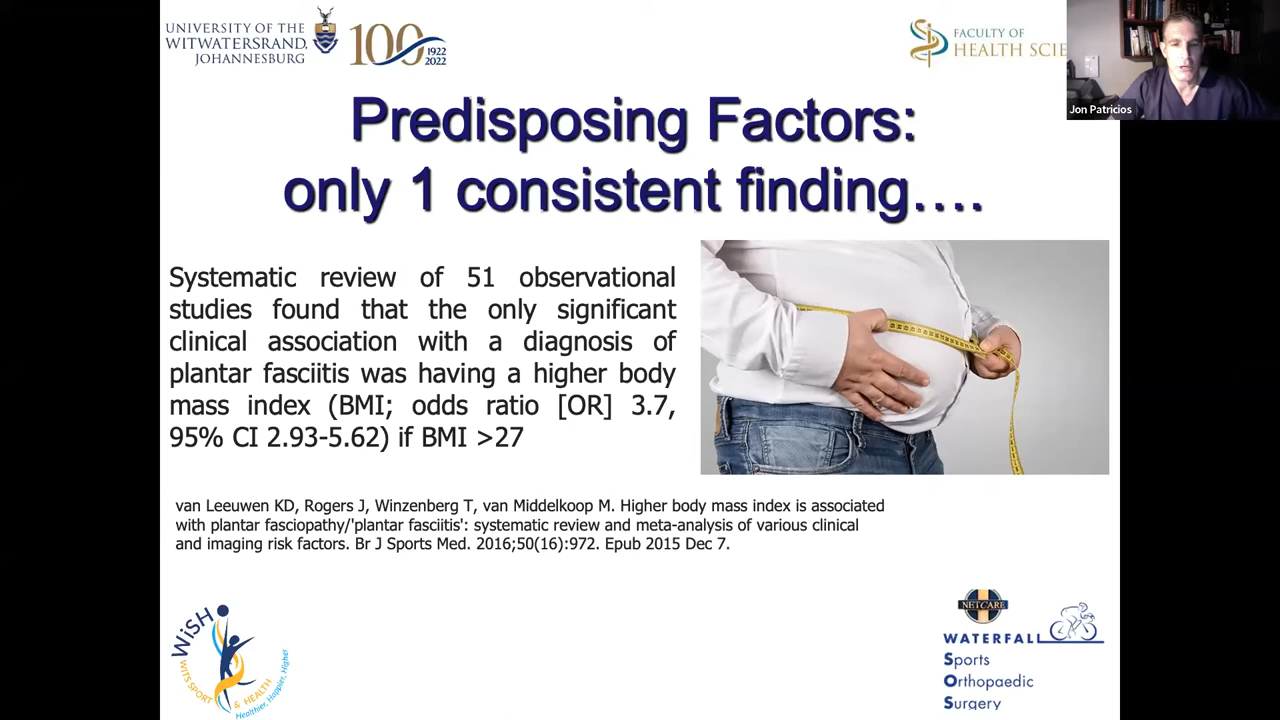 UNIVERSITY OF THE
WITWATERSRAND,
JOHANNESBURG
100 1922
2022
FACULTY OF
HEALTH SCIE
Jon Patricios
Predisposing Factors:
only 1 consistent finding….
Systematic review of 51 observational
studies found that the only significant
clinical association with a diagnosis of
plantar fasciitis was having a higher body
mass index (BMI; odds ratio [OR] 3.7,
95% CI 2.93-5.62) if BMI >27
van Leeuwen KD, Rogers J, Winzenberg T, van Middelkoop M. Higher body mass index is associated
with plantar fasciopathy/'plantar fasciitis': systematic review and meta-analysis of various clinical
and imaging risk factors. Br J Sports Med. 2016;50(16):972. Epub 2015 Dec 7.
WiSH
WITS SPORT & HEALTH
Healthier, Happier, Higher
NETCARE
WATERFALL
Sports
Orthopaedic
Surgery